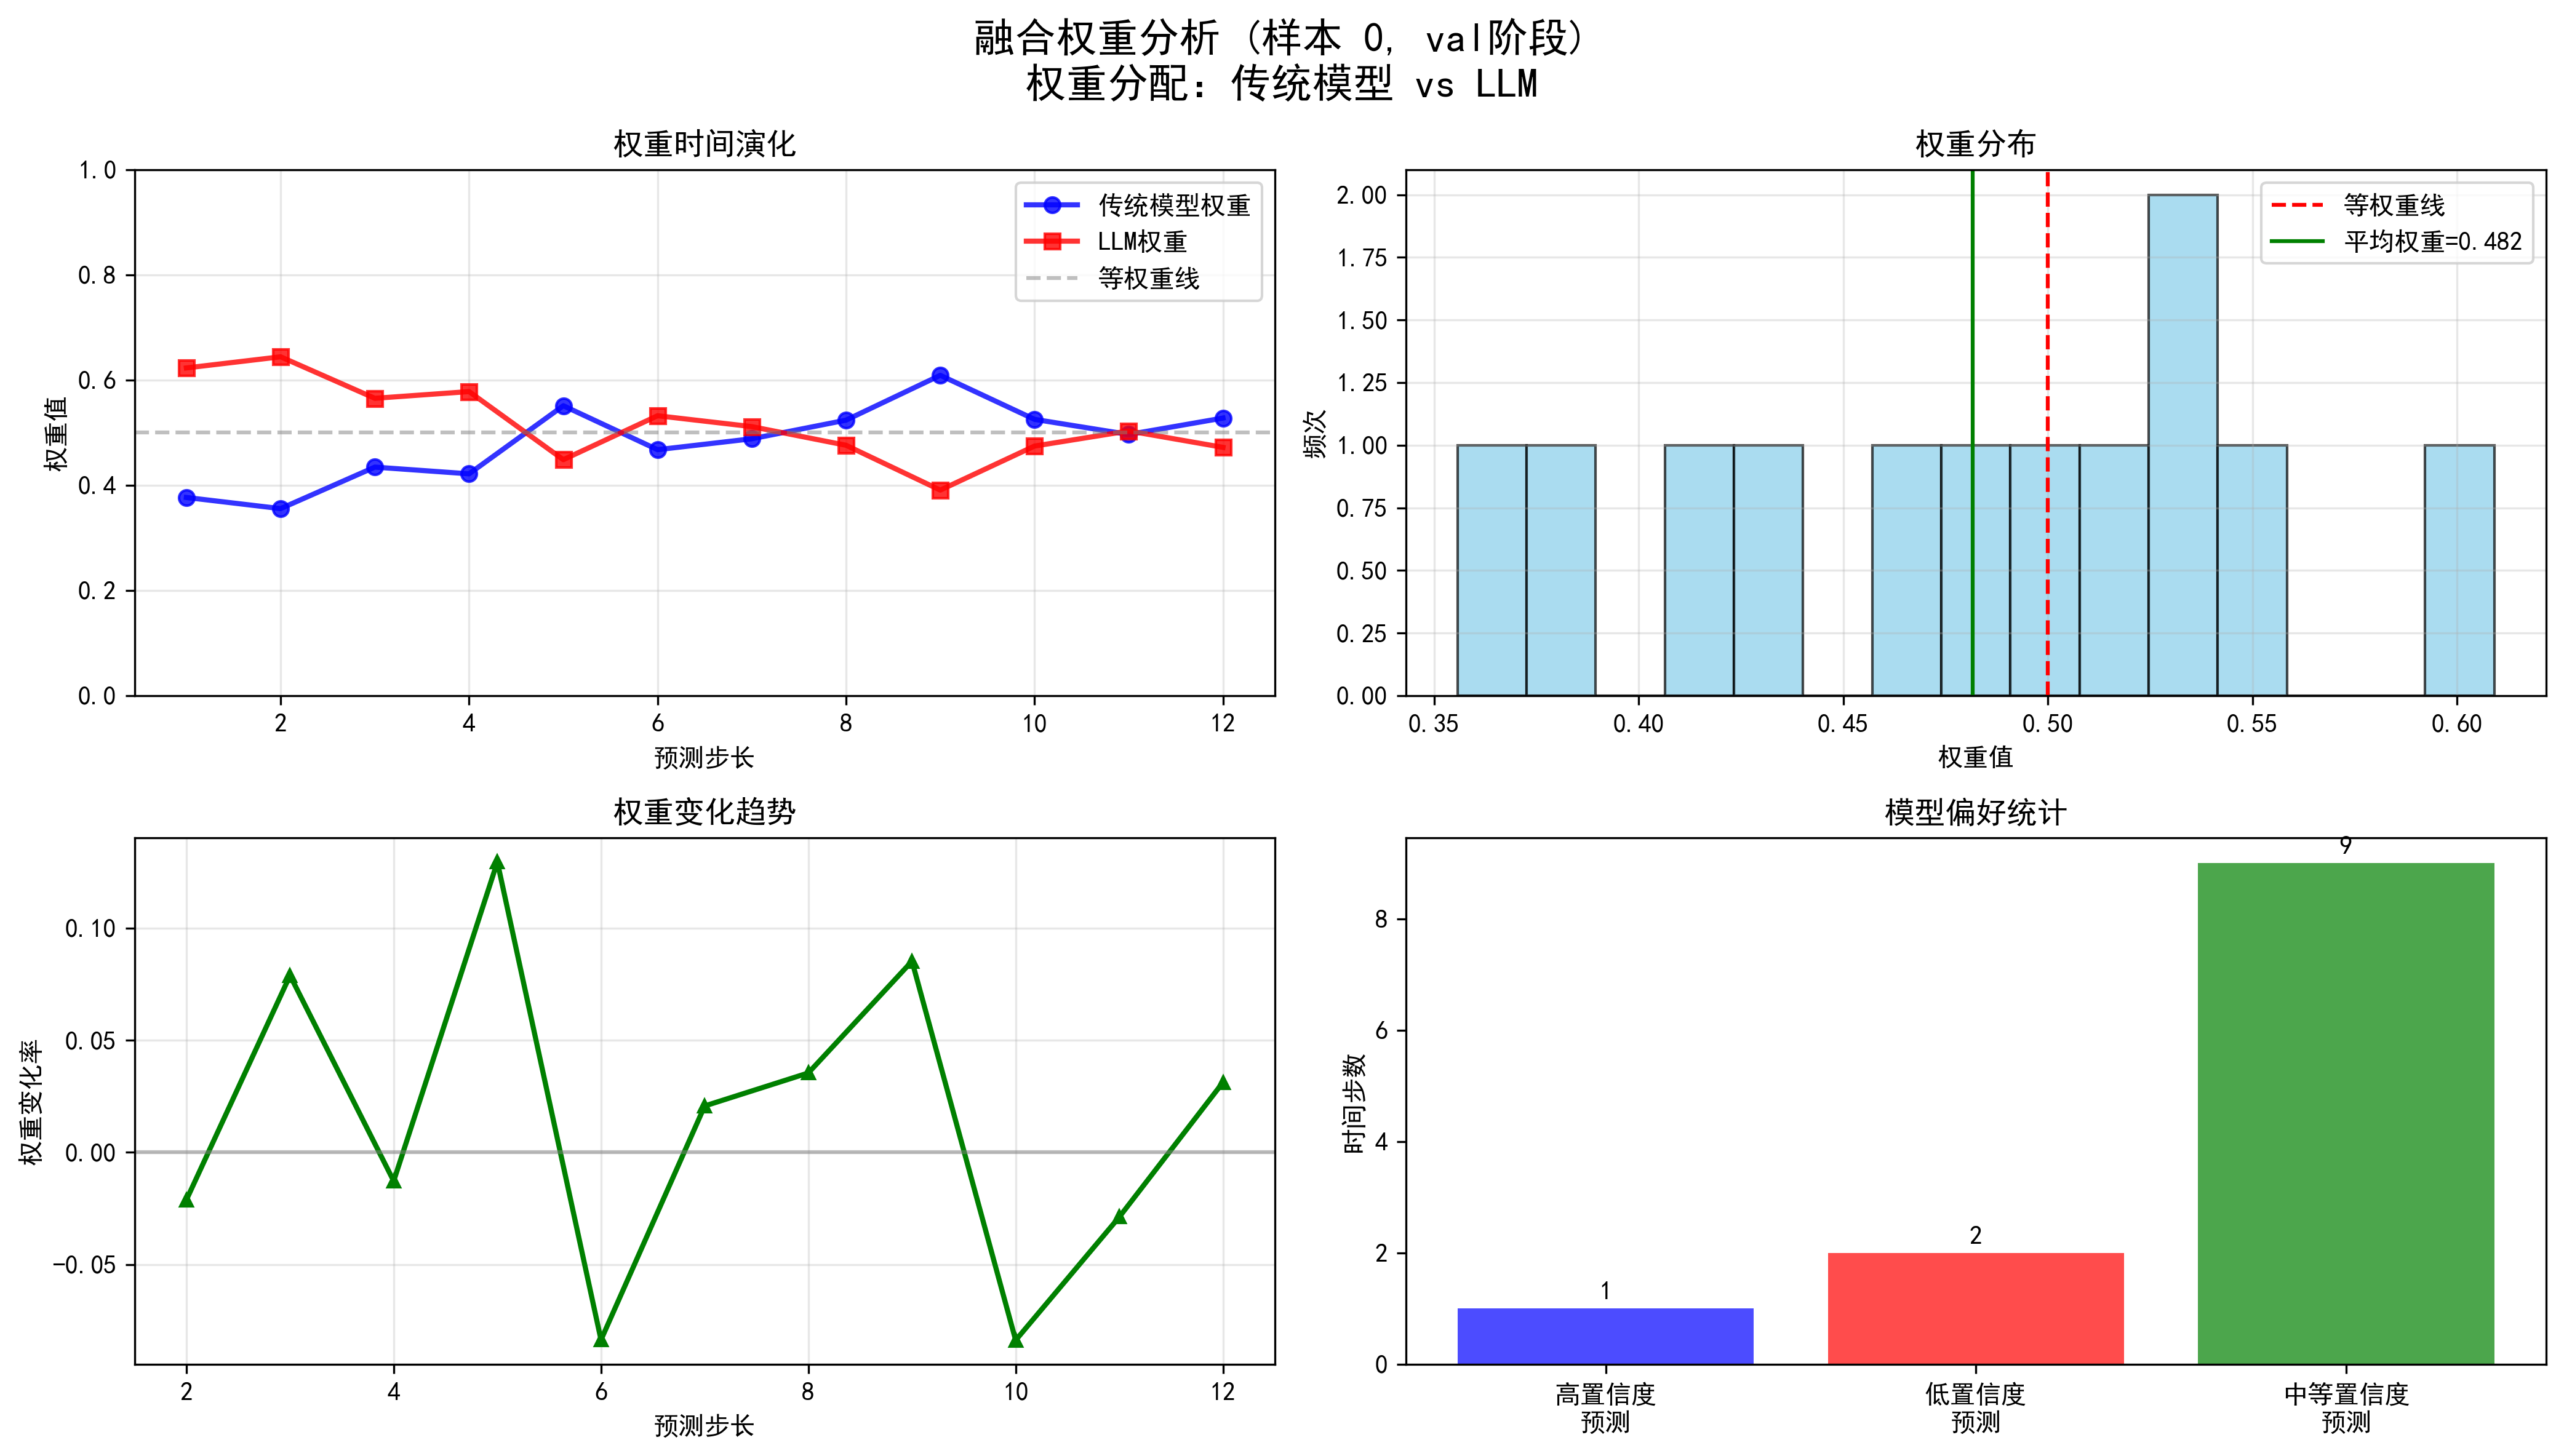 融合权重分析 (样本 0, val阶段)
权重分配: 传统模型 vs LLM
权重时间演化
权重值
1.0
0.8
0.6
0.4
0.2
0.0
传统模型权重
LLM权重
等权重线
2 4 6 8 10 12
预测步长
权重分布
频次
2.00
1.75
1.50
1.25
1.00
0.75
0.50
0.25
0.00
等权重线
平均权重=0.482
0.35 0.40 0.45 0.50 0.55 0.60
权重值
权重变化趋势
权重变化率
0.10
0.05
0.00
−0.05
2 4 6 8 10 12
预测步长
模型偏好统计
时间步数
8
6
4
2
0
1
2
9
高置信度
预测
低置信度
预测
中等置信度
预测